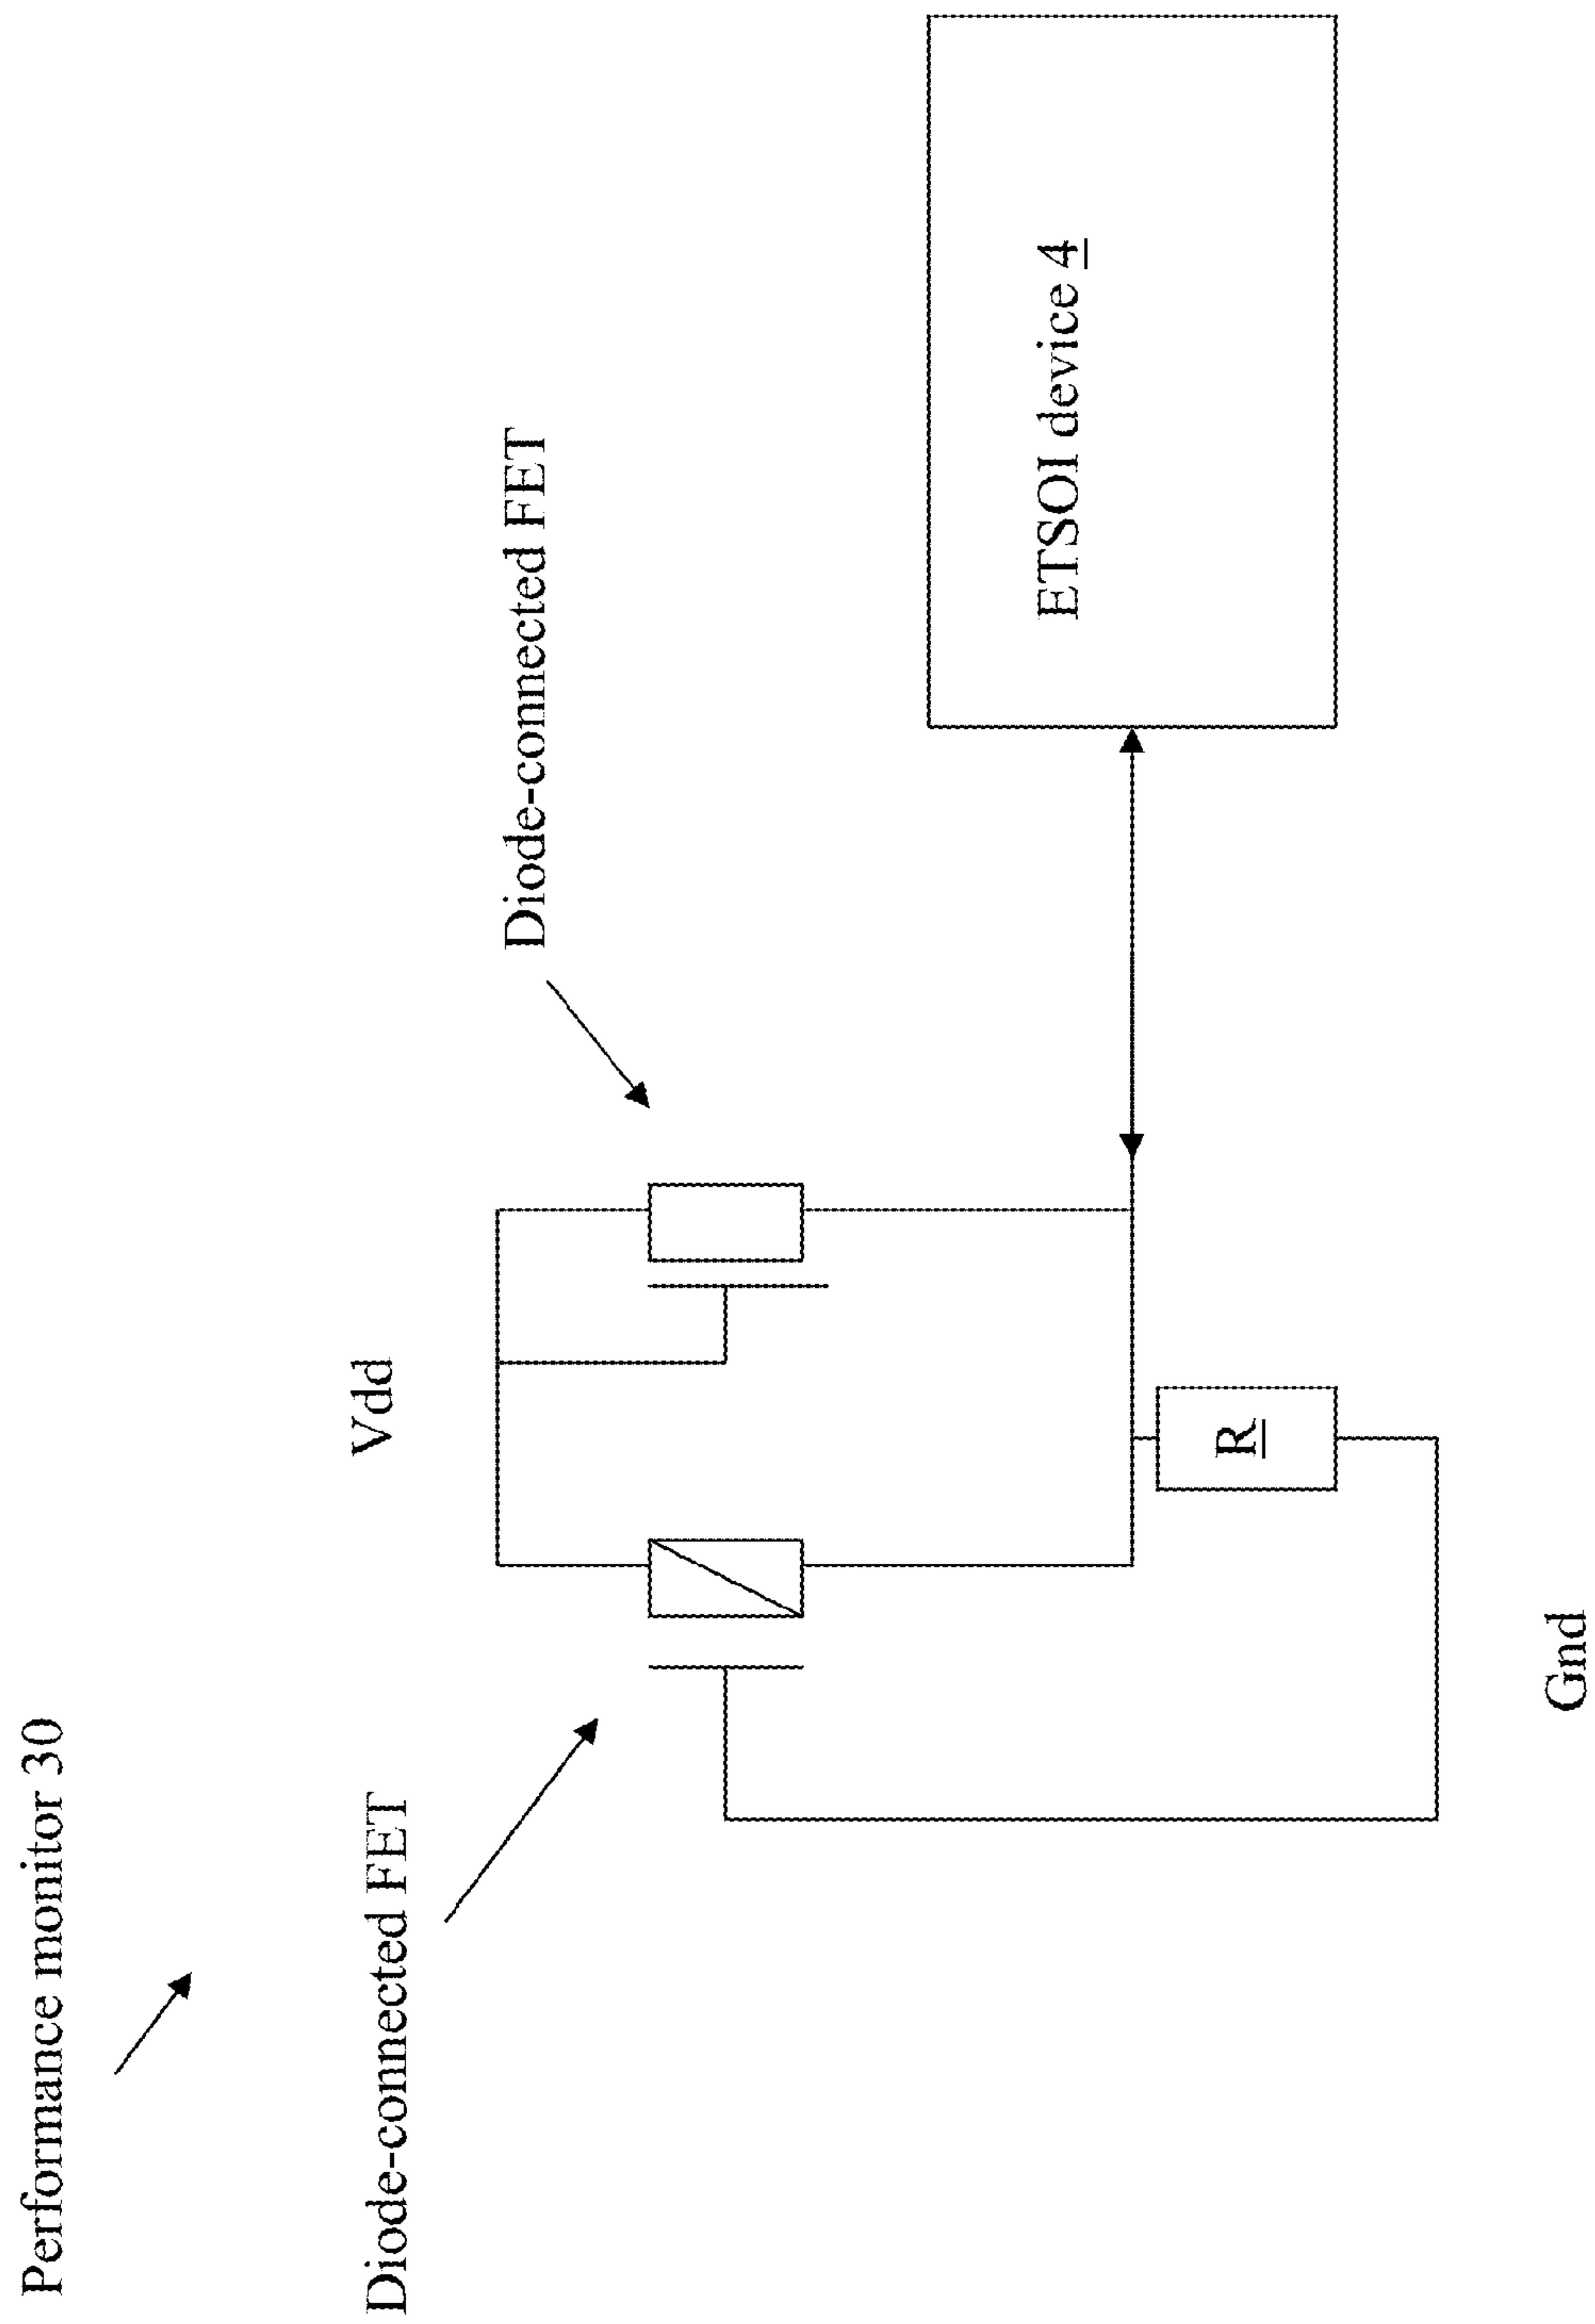 Performance monitor 30
Diode-connected FET
Vdd
Diode-connected FET
ETSOI device 4
R
Gnd